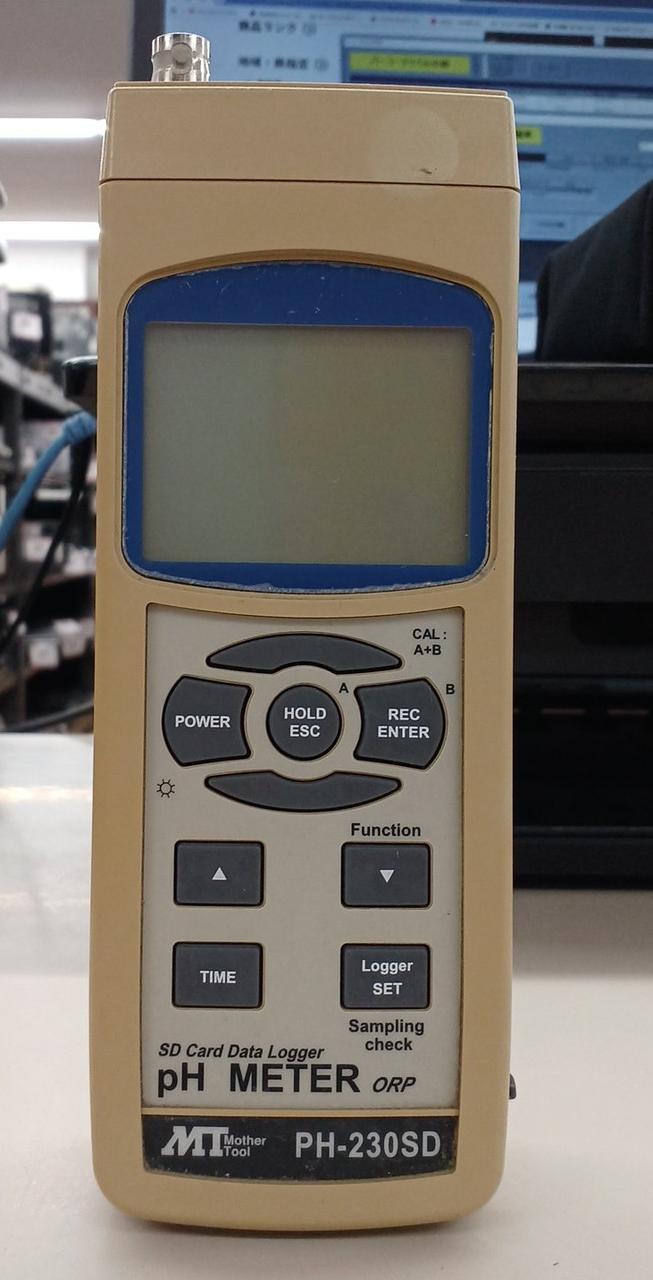 CAL :
A+B
A
B
POWER
HOLD
ESC
REC
ENTER
Function
▲
▼
TIME
Logger
SET
Sampling
check
SD Card Data Logger
pH METER ORP
MT Mother
Tool
PH-230SD